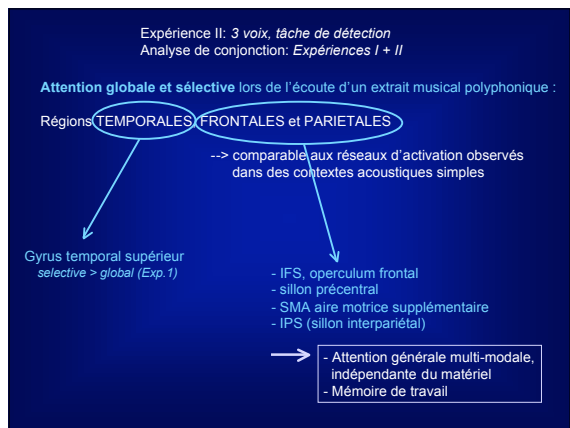 Expérience II: 3 voix, tâche de détection
Analyse de conjonction: Expériences I + II
Attention globale et sélective lors de l'écoute d'un extrait musical polyphonique :
Régions TEMPORALES, FRONTALES et PARIETALES
--> comparable aux réseaux d'activation observés
dans des contextes acoustiques simples
Gyrus temporal supérieur
selective > global (Exp.1)
- IFS, operculum frontal
- sillon précentral
- SMA aire motrice supplémentaire
- IPS (sillon interpariétal)
- Attention générale multi-modale,
indépendante du matériel
- Mémoire de travail